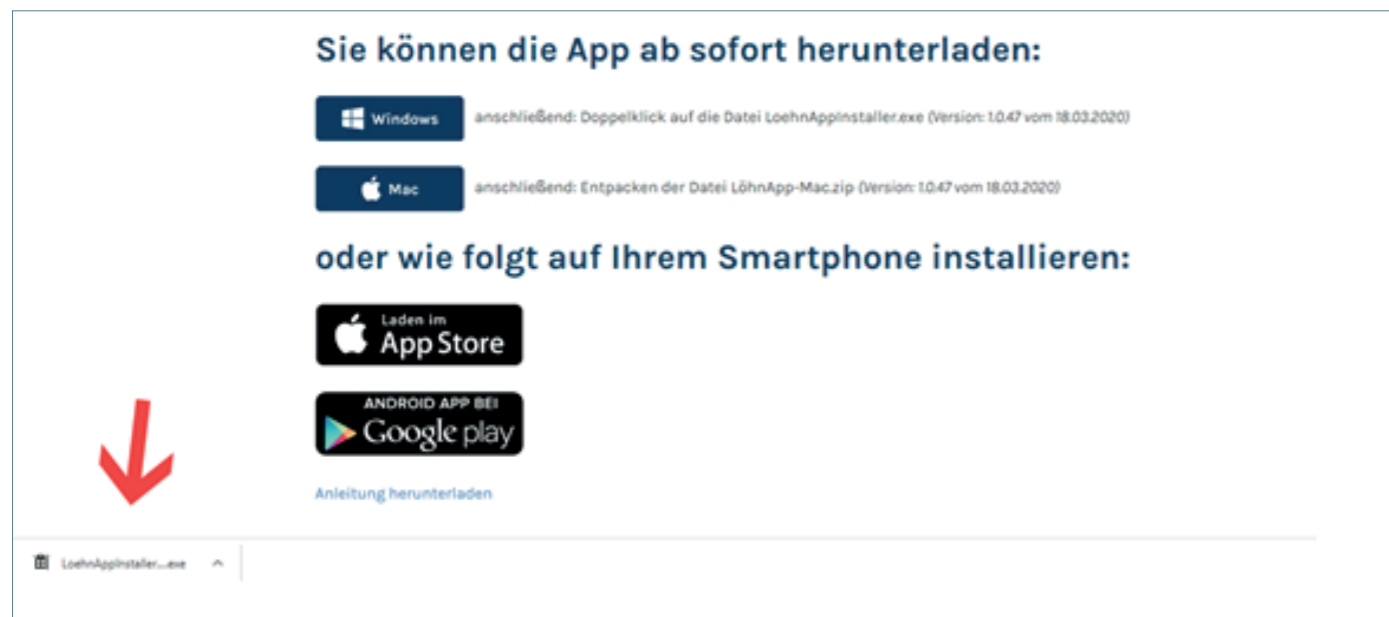 Sie können die App ab sofort herunterladen:
Windows anschließend: Doppelklick auf die Datei LoehnAppInstaller.exe (Version: 1.0.47 vom 18.03.2020)
Mac anschließend: Entpacken der Datei LöhnApp-Mac.zip (Version: 1.0.47 vom 18.03.2020)
oder wie folgt auf Ihrem Smartphone installieren:
Laden im
App Store
ANDROID APP BEI
Google play
Anleitung herunterladen
LoehnAppInstaller....exe